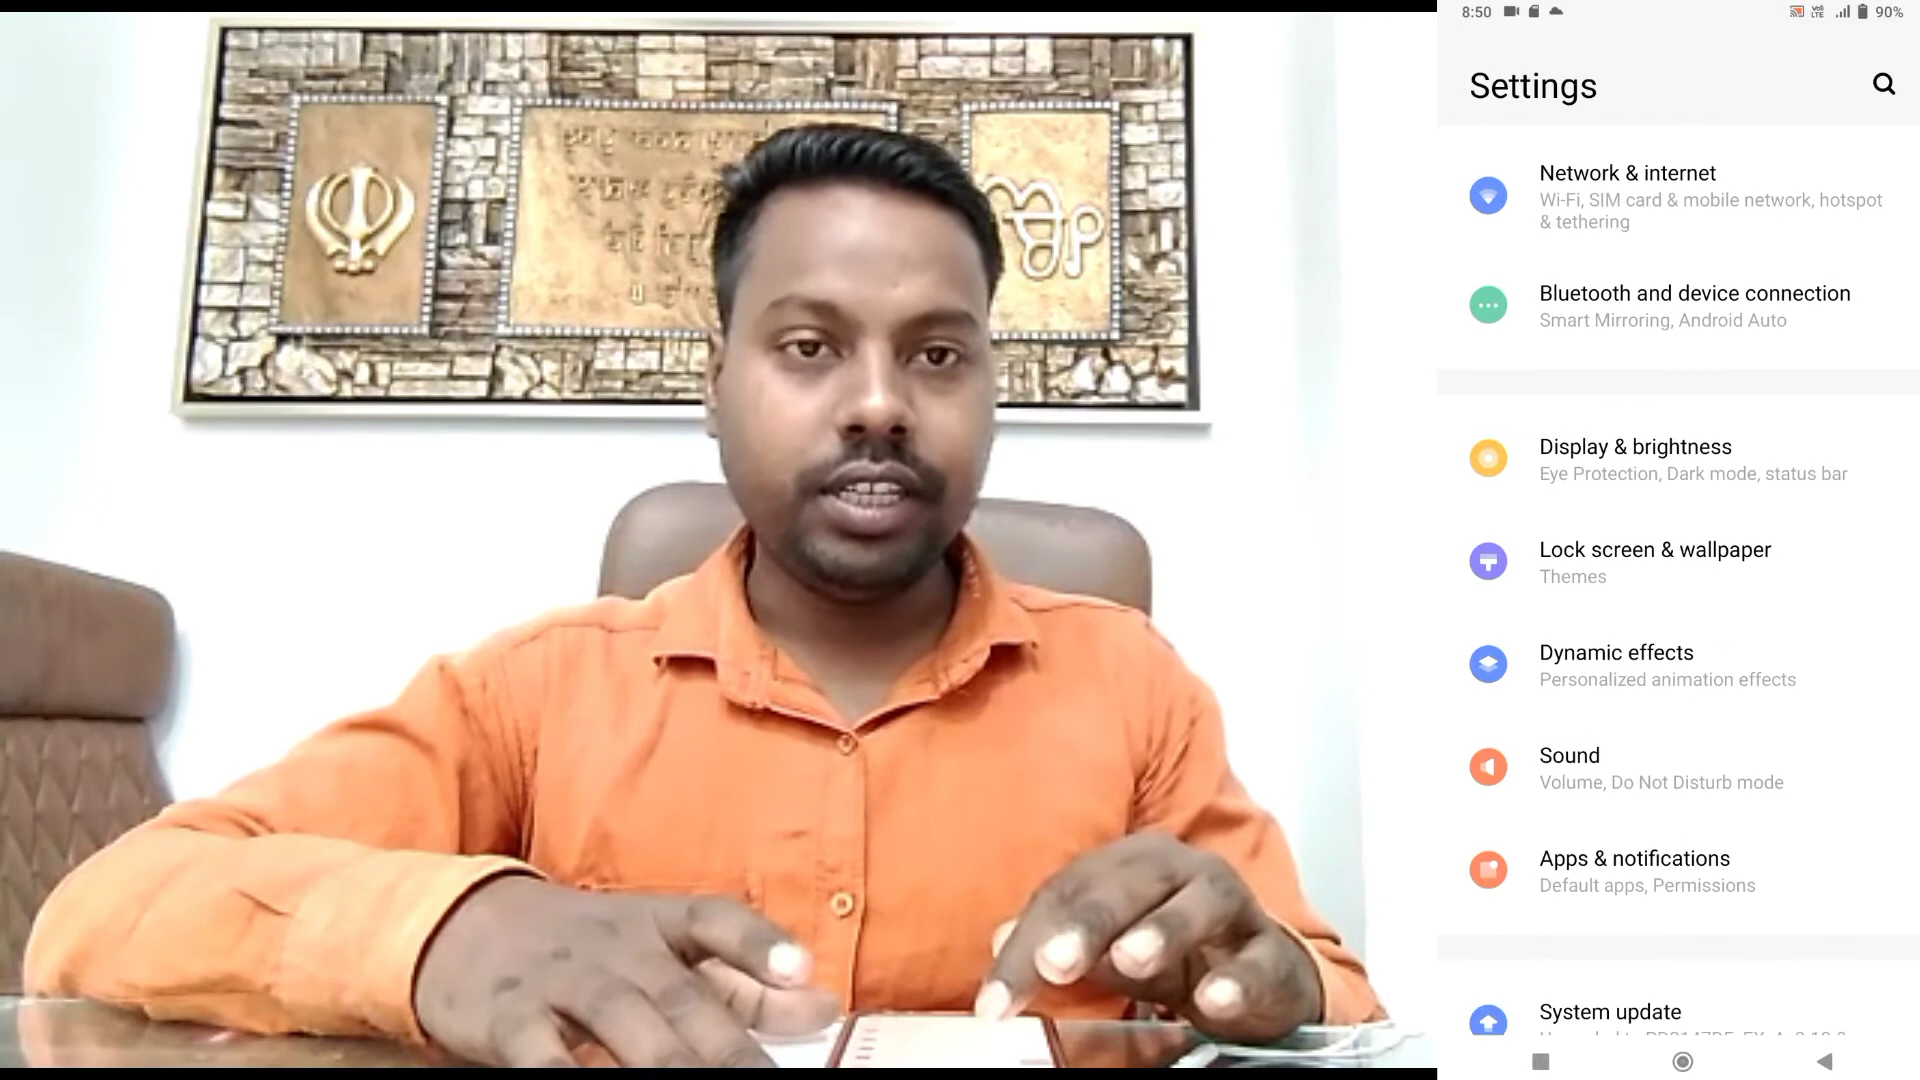 8:50
Vol LTE
90%
Settings
Network & internet
Wi-Fi, SIM card & mobile network, hotspot
& tethering
Bluetooth and device connection
Smart Mirroring, Android Auto
Display & brightness
Eye Protection, Dark mode, status bar
Lock screen & wallpaper
Themes
Dynamic effects
Personalized animation effects
Sound
Volume, Do Not Disturb mode
Apps & notifications
Default apps, Permissions
System update